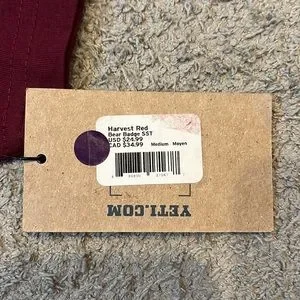 Harvest Red
Bear Badge SST
USD $24.99
CAD $34.99 Medium Moyen
YETI.COM